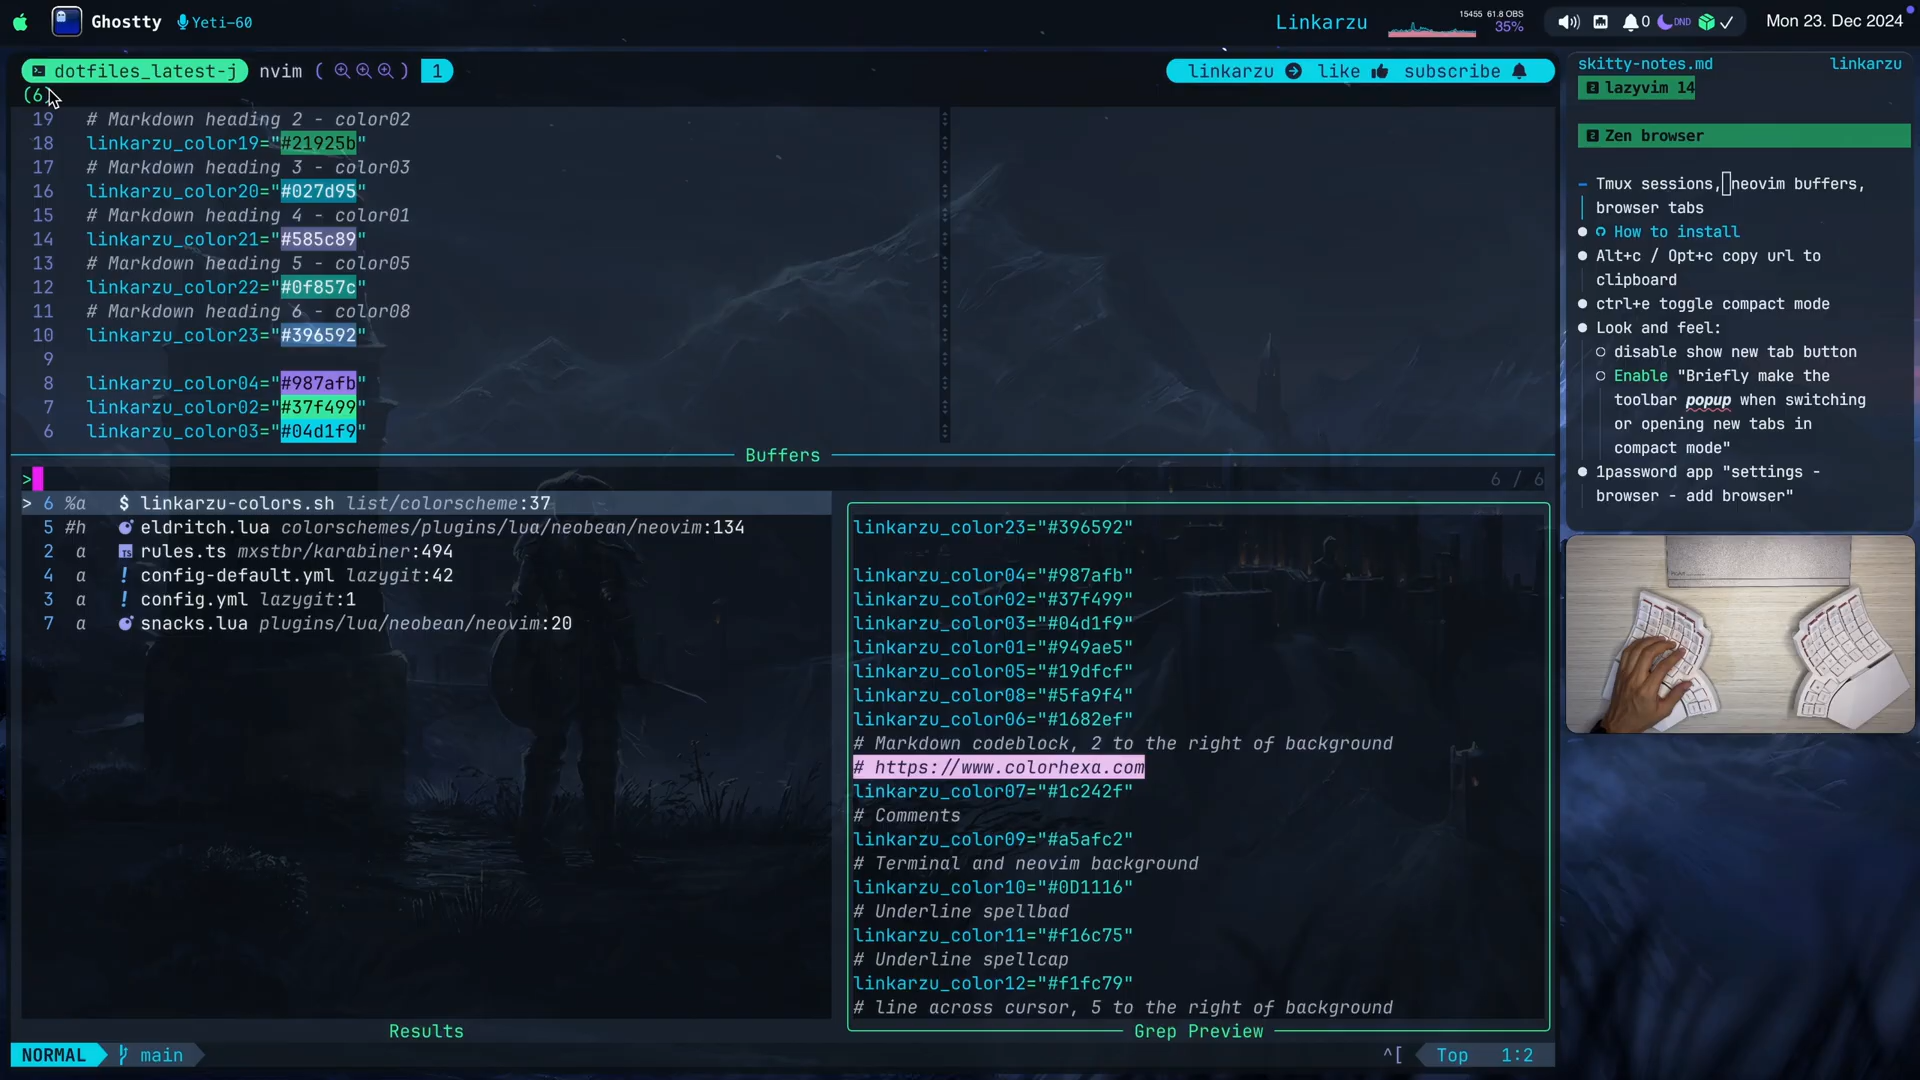 Ghostty Yeti-60
Linkarzu
15455 61.8 OBS
35%
0 DND
Mon 23. Dec 2024
dotfiles_latest-j nvim ( ) 1
linkarzu like subscribe
(6)
19 # Markdown heading 2 - color02
18 linkarzu_color19="#21925b"
17 # Markdown heading 3 - color03
16 linkarzu_color20="#027d95"
15 # Markdown heading 4 - color01
14 linkarzu_color21="#585c89"
13 # Markdown heading 5 - color05
12 linkarzu_color22="#0f857c"
11 # Markdown heading 6 - color08
10 linkarzu_color23="#396592"
9
8 linkarzu_color04="#987afb"
7 linkarzu_color02="#37f499"
6 linkarzu_color03="#04d1f9"
Buffers
>
6 / 6
> 6 %a $ linkarzu-colors.sh list/colorscheme:37
5 #h eldritch.lua colorschemes/plugins/lua/neobean/neovim:134
2 a TS rules.ts mxstbr/karabiner:494
4 a ! config-default.yml lazygit:42
3 a ! config.yml lazygit:1
7 a snacks.lua plugins/lua/neobean/neovim:20
Results
linkarzu_color23="#396592"
linkarzu_color04="#987afb"
linkarzu_color02="#37f499"
linkarzu_color03="#04d1f9"
linkarzu_color01="#949ae5"
linkarzu_color05="#19dfcf"
linkarzu_color08="#5fa9f4"
linkarzu_color06="#1682ef"
# Markdown codeblock, 2 to the right of background
# https://www.colorhexa.com
linkarzu_color07="#1c242f"
# Comments
linkarzu_color09="#a5afc2"
# Terminal and neovim background
linkarzu_color10="#0D1116"
# Underline spellbad
linkarzu_color11="#f16c75"
# Underline spellcap
linkarzu_color12="#f1fc79"
# line across cursor, 5 to the right of background
Grep Preview
NORMAL main
^[ Top 1:2
skitty-notes.md linkarzu
2 lazyvim 14
2 Zen browser
Tmux sessions, neovim buffers,
browser tabs
How to install
Alt+c / Opt+c copy url to
clipboard
ctrl+e toggle compact mode
Look and feel:
disable show new tab button
Enable "Briefly make the
toolbar popup when switching
or opening new tabs in
compact mode"
1password app "settings -
browser - add browser"